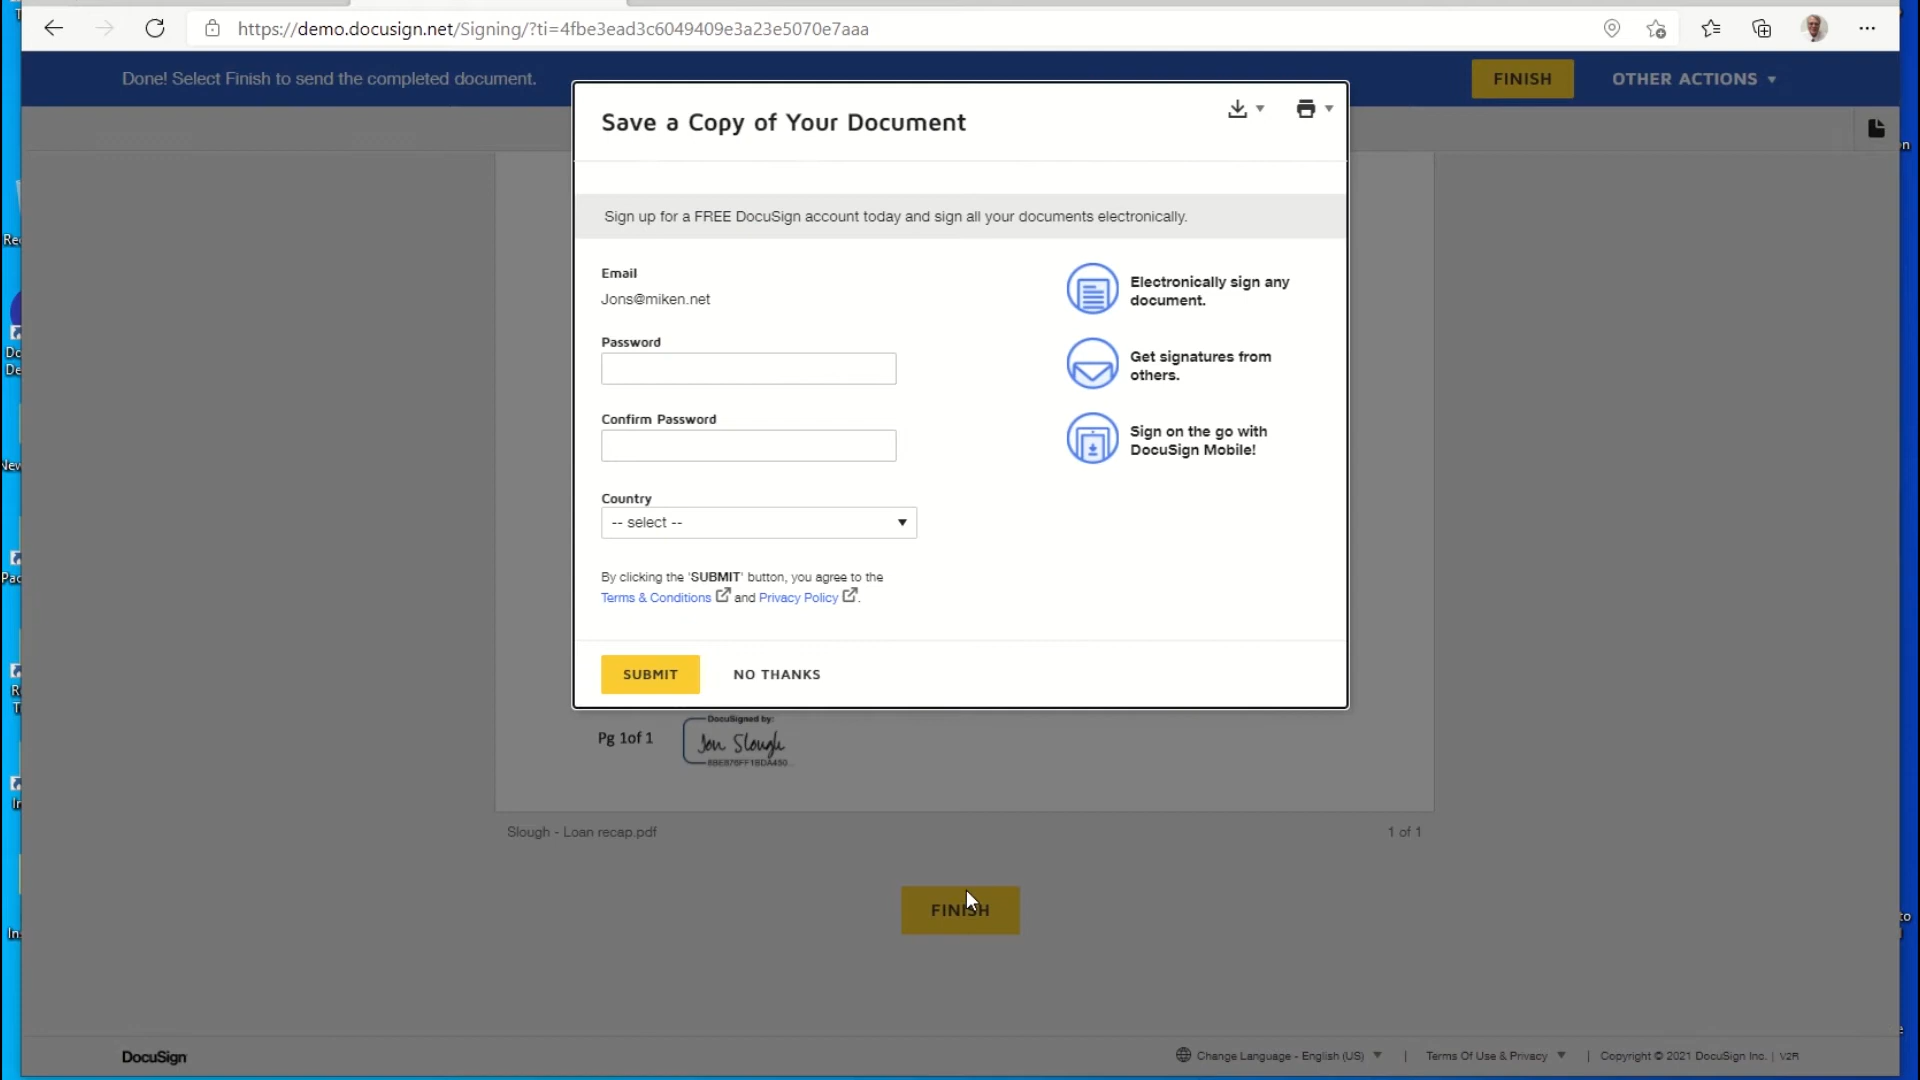 https://demo.docusign.net/Signing/?ti=4fbe3ead3c6049409e3a23e5070e7aaa
Done! Select Finish to send the completed document.
FINISH
OTHER ACTIONS
Save a Copy of Your Document
Sign up for a FREE DocuSign account today and sign all your documents electronically.
Email
Jons@miken.net
Password
Confirm Password
Country
-- select --
By clicking the 'SUBMIT' button, you agree to the
Terms & Conditions and Privacy Policy.
Electronically sign any
document.
Get signatures from
others.
Sign on the go with
DocuSign Mobile!
SUBMIT
NO THANKS
DocuSigned by:
Pg 1of 1
Jon Slough
Slough - Loan recap.pdf
1 of 1
FINISH
DocuSign
Change Language - English (US) | Terms Of Use & Privacy | Copyright © 2021 DocuSign Inc. | V2R